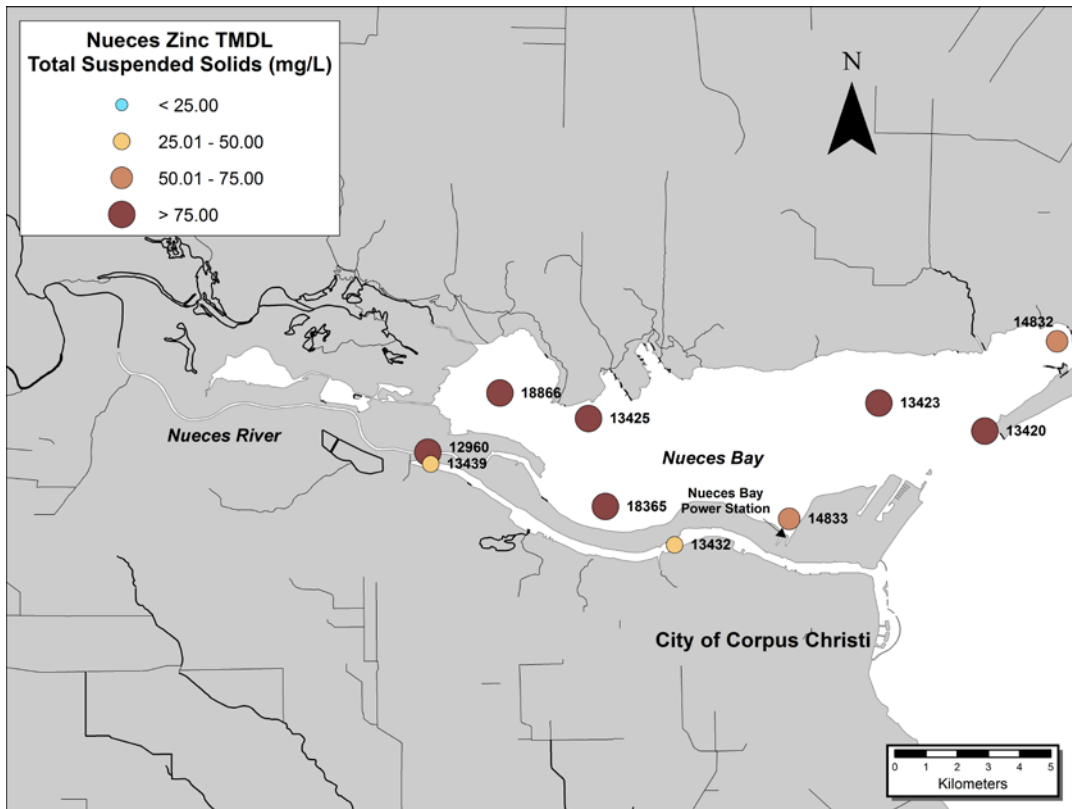 Nueces Zinc TMDL
Total Suspended Solids (mg/L)
< 25.00
25.01 - 50.00
50.01 - 75.00
> 75.00
N
14832
18866
13425
13423
13420
Nueces River
12960
13439
Nueces Bay
18365
Nueces Bay
Power Station
14833
13432
City of Corpus Christi
0 1 2 3 4 5
Kilometers